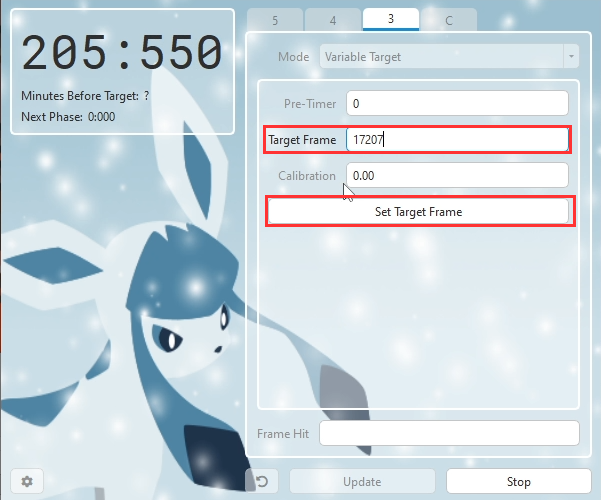 205:550
Minutes Before Target: ?
Next Phase: 0:000
5 4 3 C
Mode Variable Target
Pre-Timer 0
Target Frame 17207
Calibration 0.00
Set Target Frame
Frame Hit
Update Stop